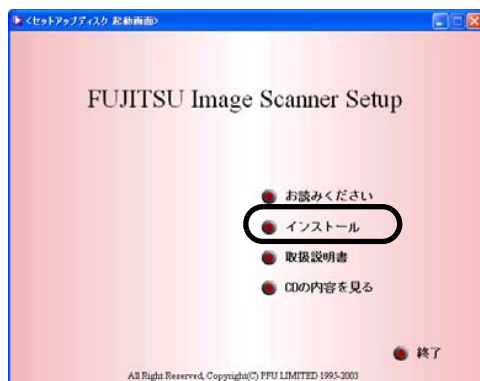 <セットアップディスク 起動画面>
FUJITSU Image Scanner Setup
お読みください
インストール
取扱説明書
CDの内容を見る
終了
All Right Reserved, Copyright(C) PFU LIMITED 1995-2003